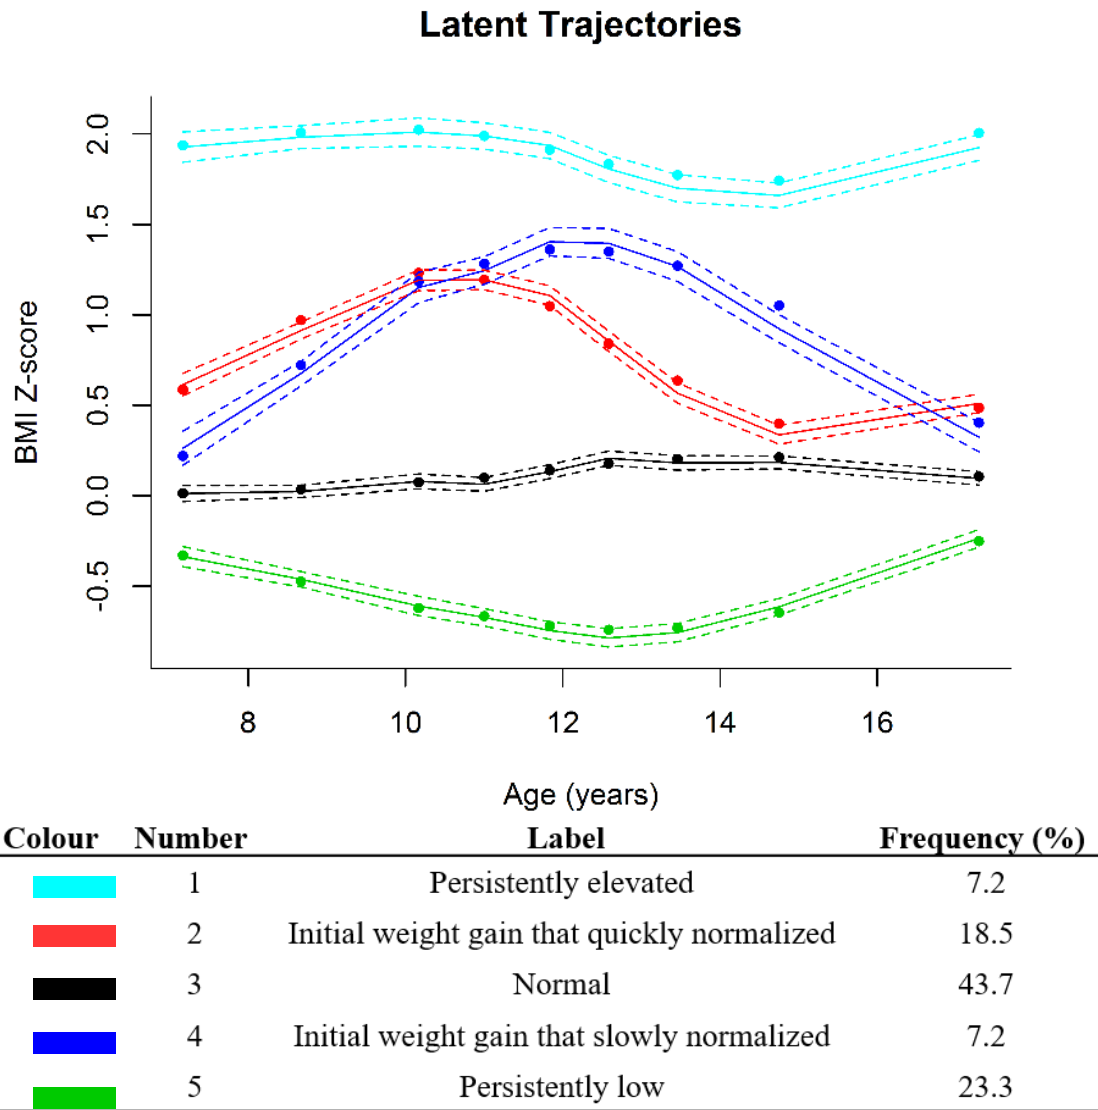 Latent Trajectories
BMI Z-score
2.0
1.5
1.0
0.5
0.0
-0.5
8 10 12 14 16
Age (years)
Colour Number Label Frequency (%)
1 Persistently elevated 7.2
2 Initial weight gain that quickly normalized 18.5
3 Normal 43.7
4 Initial weight gain that slowly normalized 7.2
5 Persistently low 23.3